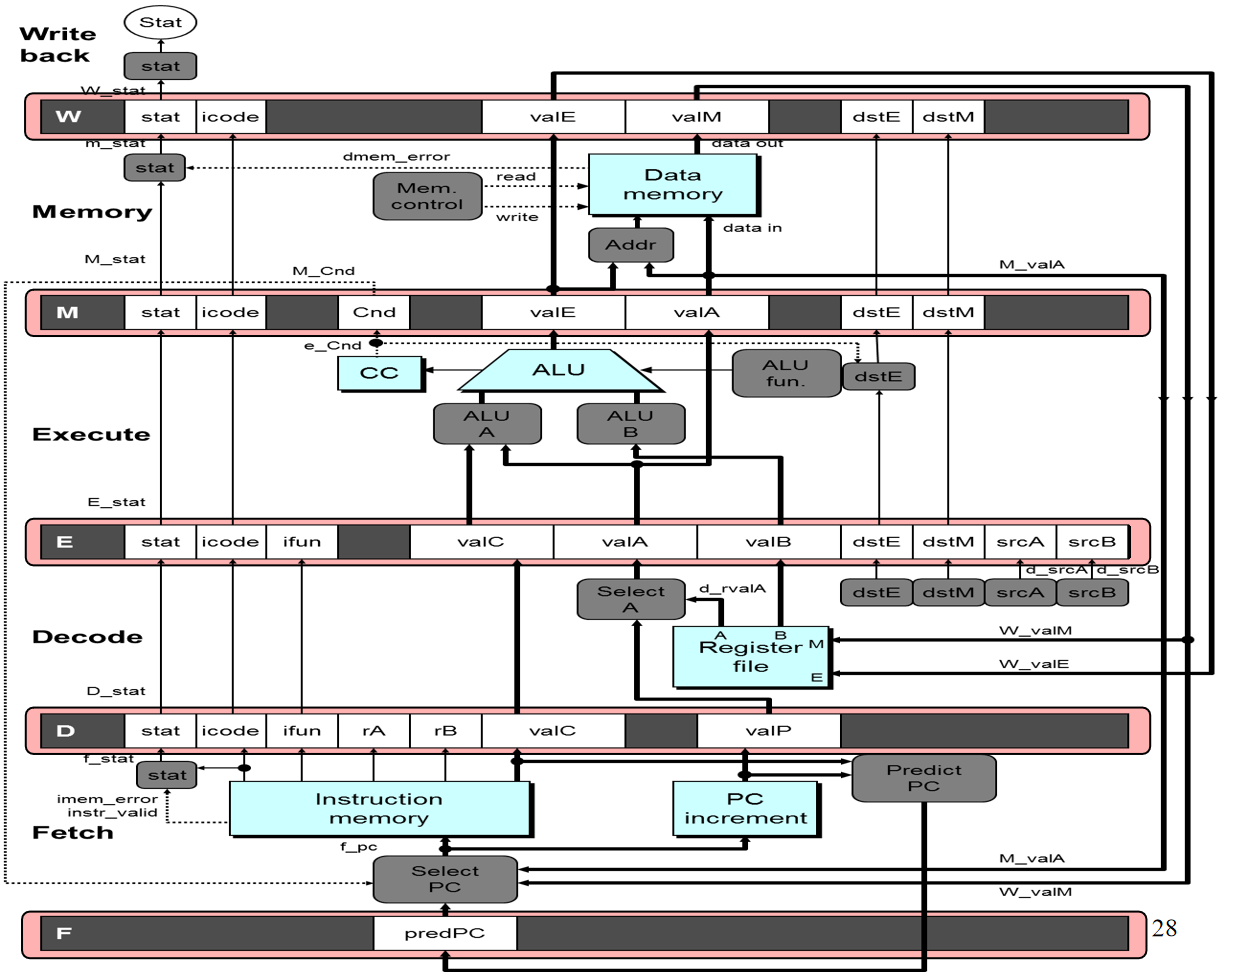 Stat
Write
back
stat
W_stat
W stat icode valE valM dstE dstM
m_stat
data out
stat
dmem_error
read
Mem.
control
write
Data
memory
Memory
Addr
data in
M_stat
M_Cnd
M_valA
M stat icode Cnd valE valA dstE dstM
e_Cnd
CC
ALU
ALU
fun.
dstE
ALU
A
ALU
B
Execute
E_stat
E stat icode ifun valC valA valB dstE dstM srcA srcB
d_srcA d_srcB
Select
A
d_rvalA
dstE dstM srcA srcB
Decode
A B
Register
file
M
E
W_valM
W_valE
D_stat
D stat icode ifun rA rB valC valP
f_stat
stat
imem_error
instr_valid
Instruction
memory
PC
increment
Predict
PC
Fetch
f_pc
Select
PC
M_valA
W_valM
F predPC
28